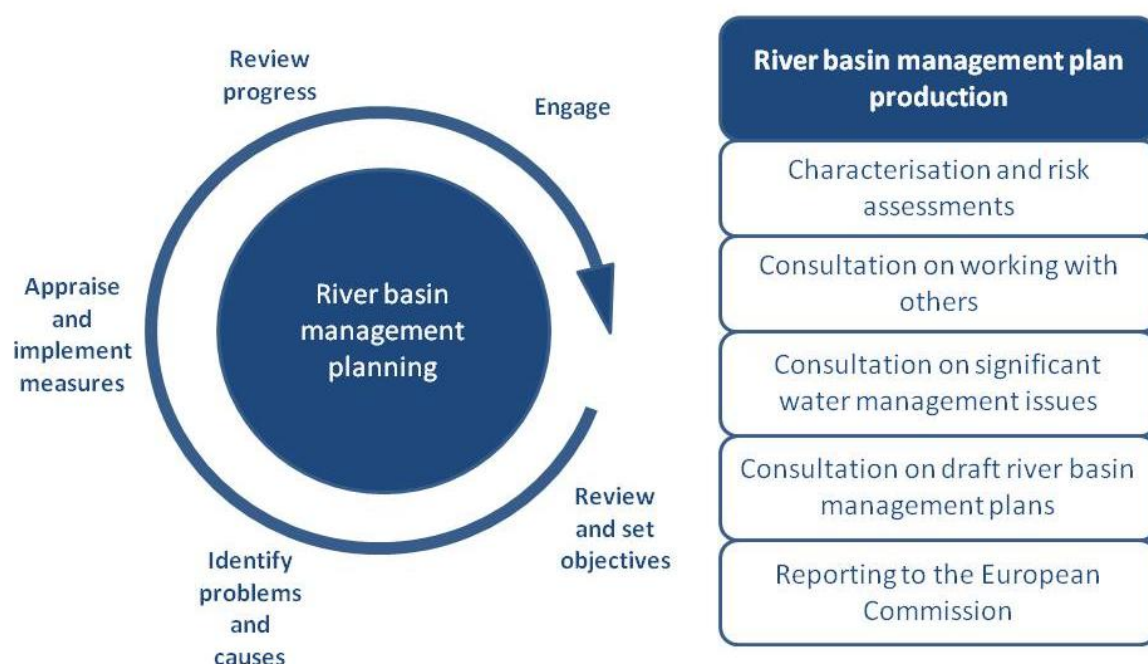 Review
progress
Engage
River basin
management
planning
Appraise
and
implement
measures
Review
and set
objectives
Identify
problems
and
causes
River basin management plan
production
Characterisation and risk
assessments
Consultation on working with
others
Consultation on significant
water management issues
Consultation on draft river basin
management plans
Reporting to the European
Commission